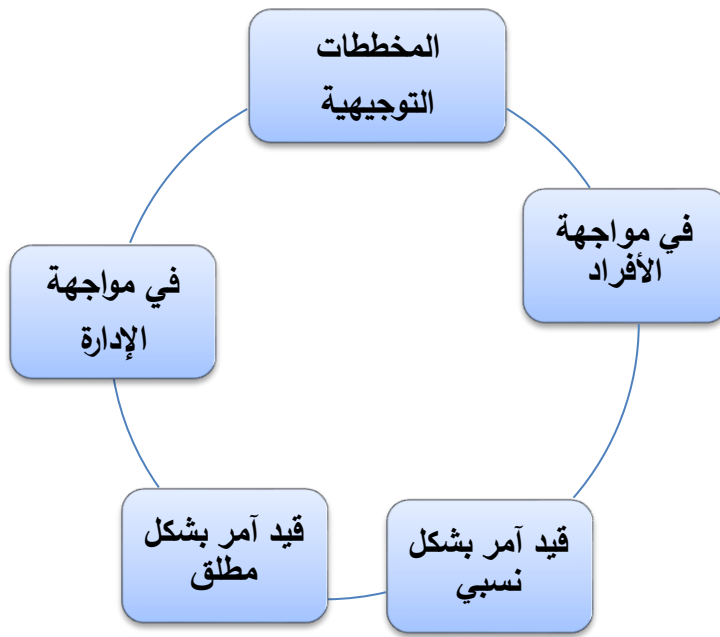 المخططات
التوجيهية
في مواجهة
الأفراد
في مواجهة
الإدارة
قيد آمر بشكل
نسبي
قيد آمر بشكل
مطلق